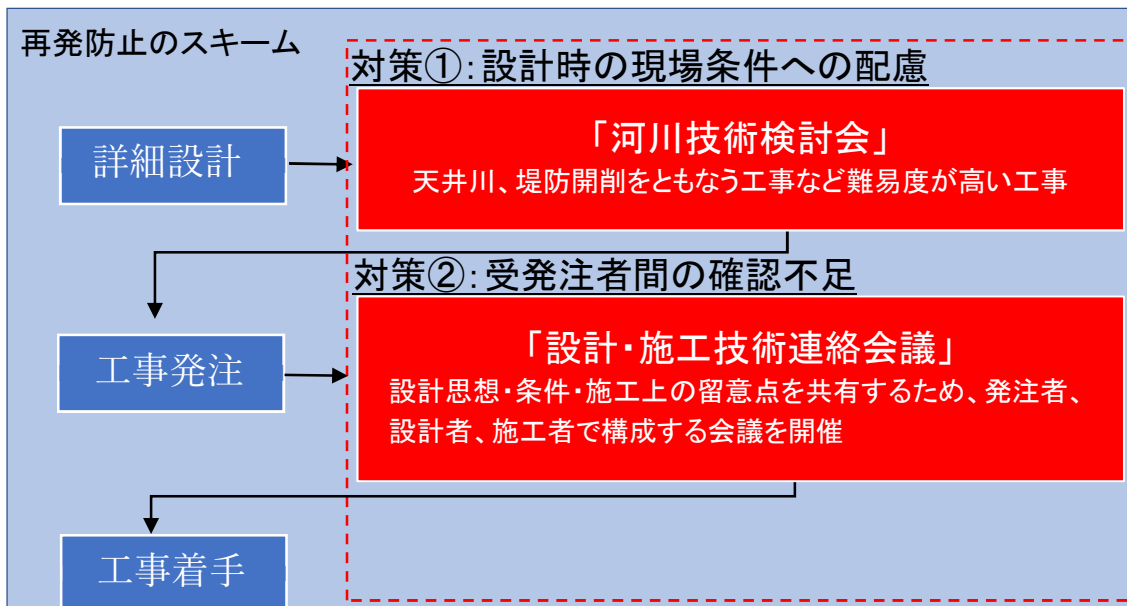 再発防止のスキーム
対策①：設計時の現場条件への配慮
詳細設計
「河川技術検討会」
天井川、堤防開削をともなう工事など難易度が高い工事
対策②：受発注者間の確認不足
工事発注
「設計・施工技術連絡会議」
設計思想・条件・施工上の留意点を共有するため、発注者、
設計者、施工者で構成する会議を開催
工事着手